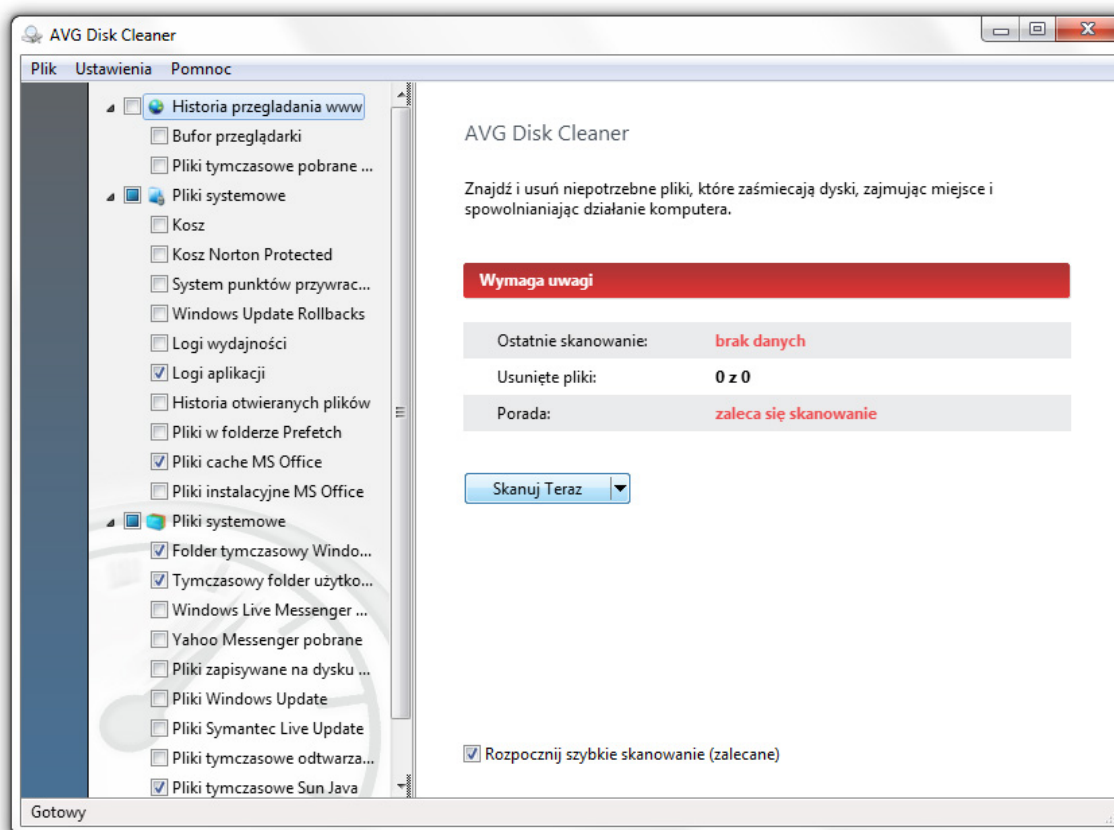 AVG Disk Cleaner
Plik Ustawienia Pomnoc
Historia przegladania www
Bufor przeglądarki
Pliki tymczasowe pobrane ...
Pliki systemowe
Kosz
Kosz Norton Protected
System punktów przywrac...
Windows Update Rollbacks
Logi wydajności
Logi aplikacji
Historia otwieranych plików
Pliki w folderze Prefetch
Pliki cache MS Office
Pliki instalacyjne MS Office
Pliki systemowe
Folder tymczasowy Windo...
Tymczasowy folder użytko...
Windows Live Messenger ...
Yahoo Messenger pobrane
Pliki zapisywane na dysku ...
Pliki Windows Update
Pliki Symantec Live Update
Pliki tymczasowe odtwarza...
Pliki tymczasowe Sun Java
AVG Disk Cleaner
Znajdź i usuń niepotrzebne pliki, które zaśmiecają dyski, zajmując miejsce i
spowolnianiając działanie komputera.
Wymaga uwagi
Ostatnie skanowanie: brak danych
Usunięte pliki: 0 z 0
Porada: zaleca się skanowanie
Skanuj Teraz
Rozpocznij szybkie skanowanie (zalecane)
Gotowy